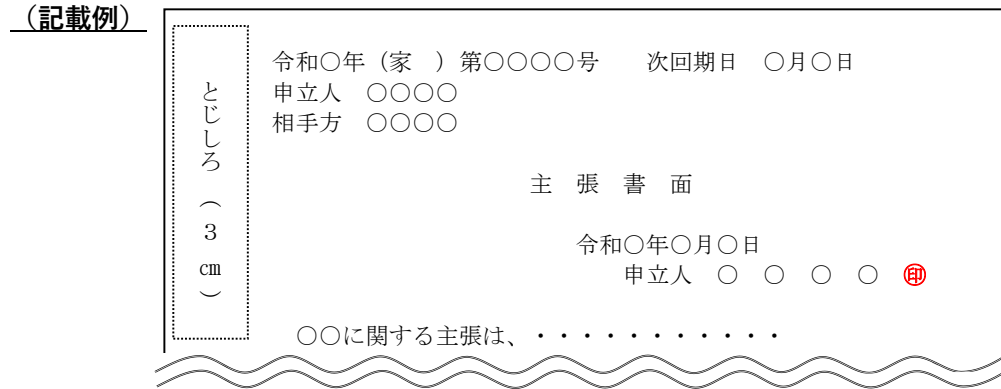 （記載例）
とじしろ（３㎝）
令和○年（家　）第○○○○号　　次回期日　○月○日
申立人　○○○○
相手方　○○○○
主　張　書　面
令和○年○月○日
申立人　○　○　○　○　㊞
○○に関する主張は、・・・・・・・・・・・